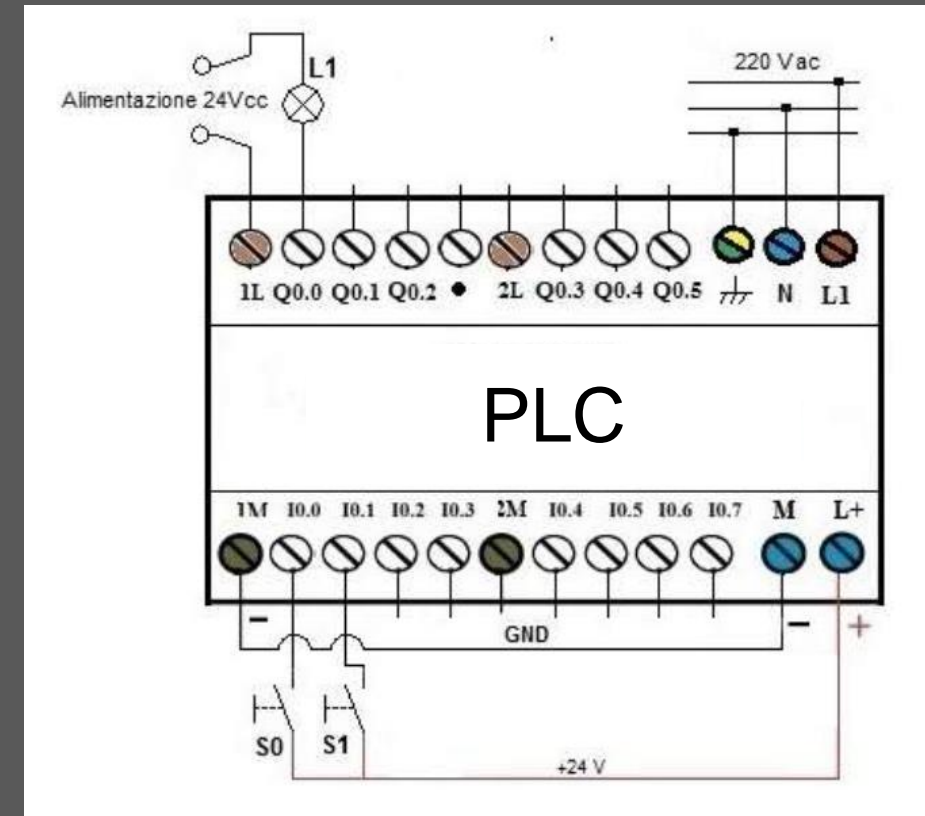 220 Vac
L1
Alimentazione 24Vcc
1L Q0.0 Q0.1 Q0.2 ● 2L Q0.3 Q0.4 Q0.5 N L1
PLC
1M I0.0 I0.1 I0.2 I0.3 2M I0.4 I0.5 I0.6 I0.7 M L+
− GND − +
S0 S1
+24 V